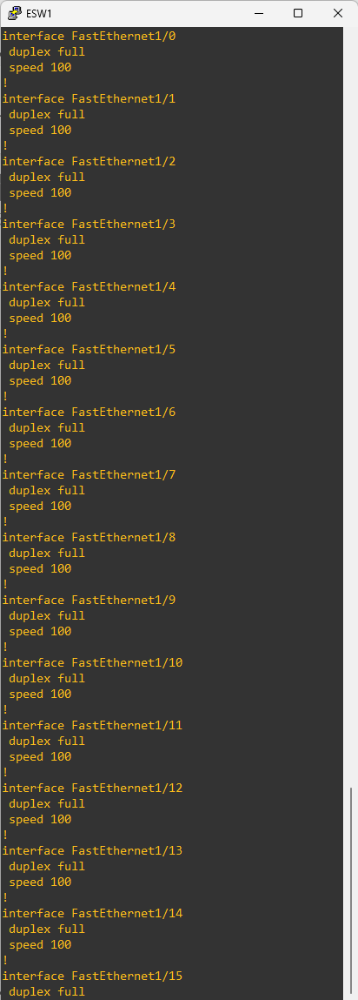 ESW1
interface FastEthernet1/0
 duplex full
 speed 100
!
interface FastEthernet1/1
 duplex full
 speed 100
!
interface FastEthernet1/2
 duplex full
 speed 100
!
interface FastEthernet1/3
 duplex full
 speed 100
!
interface FastEthernet1/4
 duplex full
 speed 100
!
interface FastEthernet1/5
 duplex full
 speed 100
!
interface FastEthernet1/6
 duplex full
 speed 100
!
interface FastEthernet1/7
 duplex full
 speed 100
!
interface FastEthernet1/8
 duplex full
 speed 100
!
interface FastEthernet1/9
 duplex full
 speed 100
!
interface FastEthernet1/10
 duplex full
 speed 100
!
interface FastEthernet1/11
 duplex full
 speed 100
!
interface FastEthernet1/12
 duplex full
 speed 100
!
interface FastEthernet1/13
 duplex full
 speed 100
!
interface FastEthernet1/14
 duplex full
 speed 100
!
interface FastEthernet1/15
 duplex full